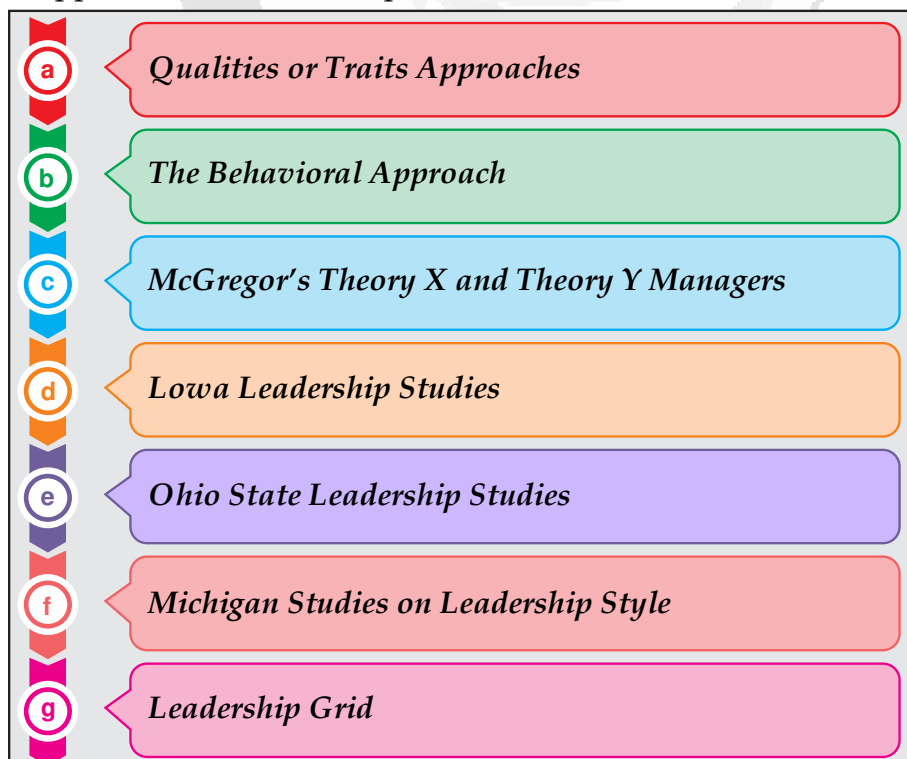 a Qualities or Traits Approaches
b The Behavioral Approach
c McGregor's Theory X and Theory Y Managers
d Lowa Leadership Studies
e Ohio State Leadership Studies
f Michigan Studies on Leadership Style
g Leadership Grid